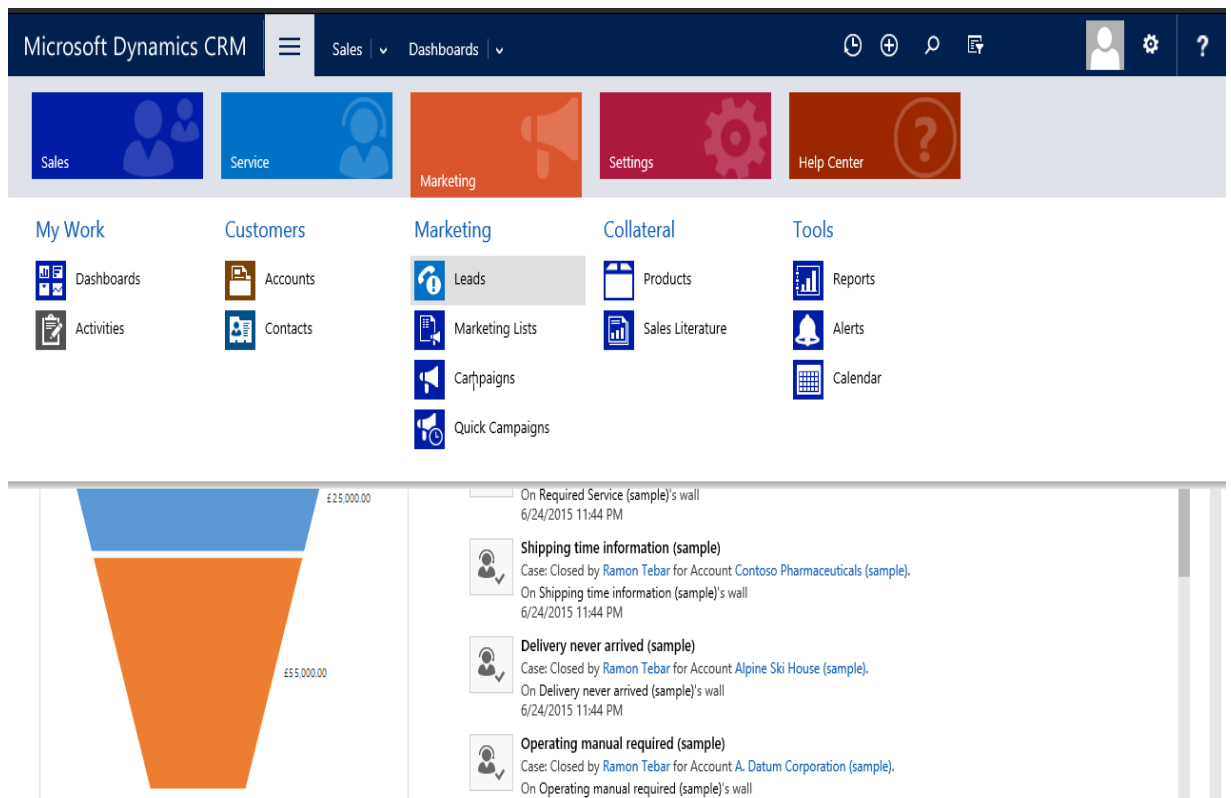 Microsoft Dynamics CRM Sales Dashboards ?
Sales Service Marketing Settings Help Center ?
My Work Customers Marketing Collateral Tools
Dashboards Accounts Leads Products Reports
Activities Contacts Marketing Lists Sales Literature Alerts
Campaigns Calendar
Quick Campaigns
£25,000.00
£55,000.00
On Required Service (sample)'s wall
6/24/2015 11:44 PM
Shipping time information (sample)
Case: Closed by Ramon Tebar for Account Contoso Pharmaceuticals (sample).
On Shipping time information (sample)'s wall
6/24/2015 11:44 PM
Delivery never arrived (sample)
Case: Closed by Ramon Tebar for Account Alpine Ski House (sample).
On Delivery never arrived (sample)'s wall
6/24/2015 11:44 PM
Operating manual required (sample)
Case: Closed by Ramon Tebar for Account A. Datum Corporation (sample).
On Operating manual required (sample)'s wall